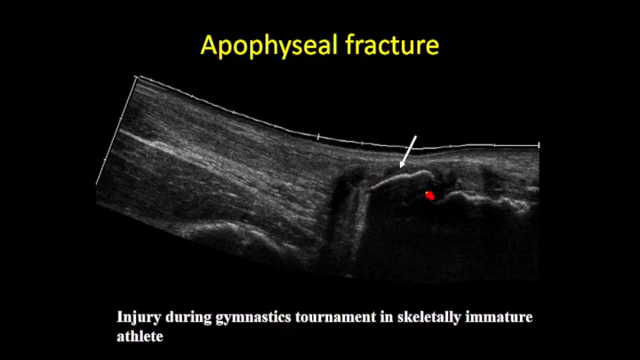 Apophyseal fracture
Injury during gymnastics tournament in skeletally immature
athlete